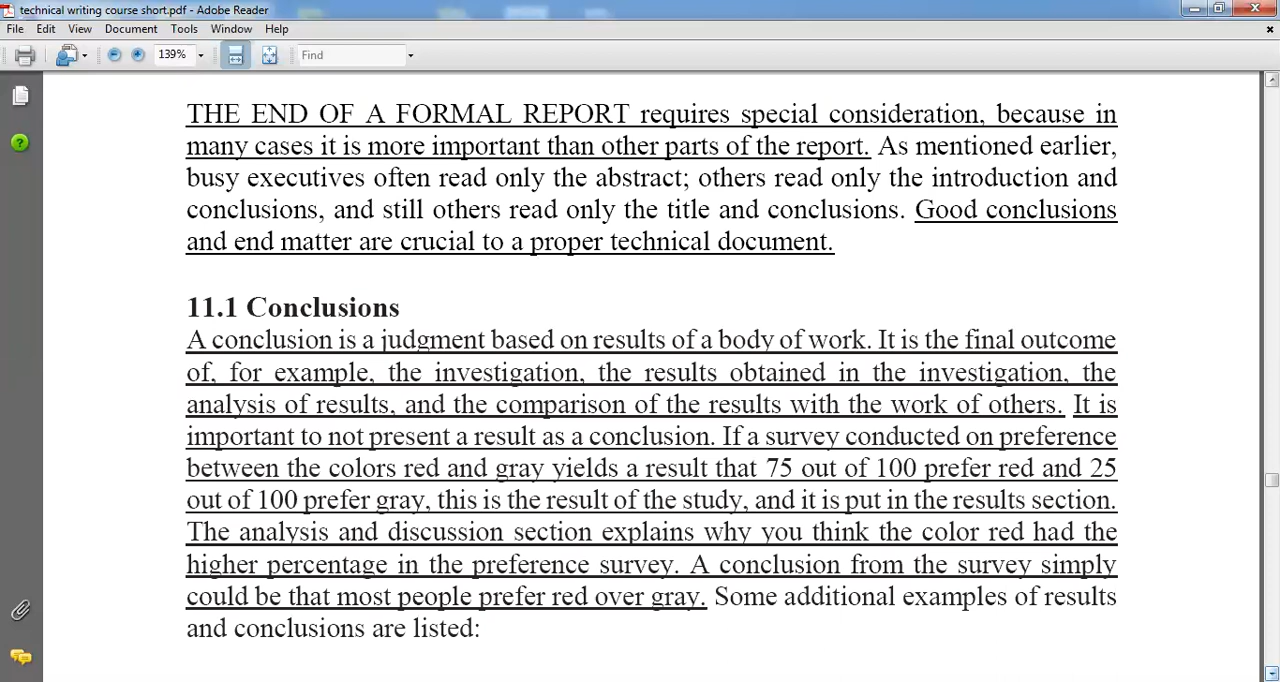 technical writing course short.pdf - Adobe Reader
File Edit View Document Tools Window Help
139% Find
THE END OF A FORMAL REPORT requires special consideration, because in
many cases it is more important than other parts of the report. As mentioned earlier,
busy executives often read only the abstract; others read only the introduction and
conclusions, and still others read only the title and conclusions. Good conclusions
and end matter are crucial to a proper technical document.
11.1 Conclusions
A conclusion is a judgment based on results of a body of work. It is the final outcome
of, for example, the investigation, the results obtained in the investigation, the
analysis of results, and the comparison of the results with the work of others. It is
important to not present a result as a conclusion. If a survey conducted on preference
between the colors red and gray yields a result that 75 out of 100 prefer red and 25
out of 100 prefer gray, this is the result of the study, and it is put in the results section.
The analysis and discussion section explains why you think the color red had the
higher percentage in the preference survey. A conclusion from the survey simply
could be that most people prefer red over gray. Some additional examples of results
and conclusions are listed: